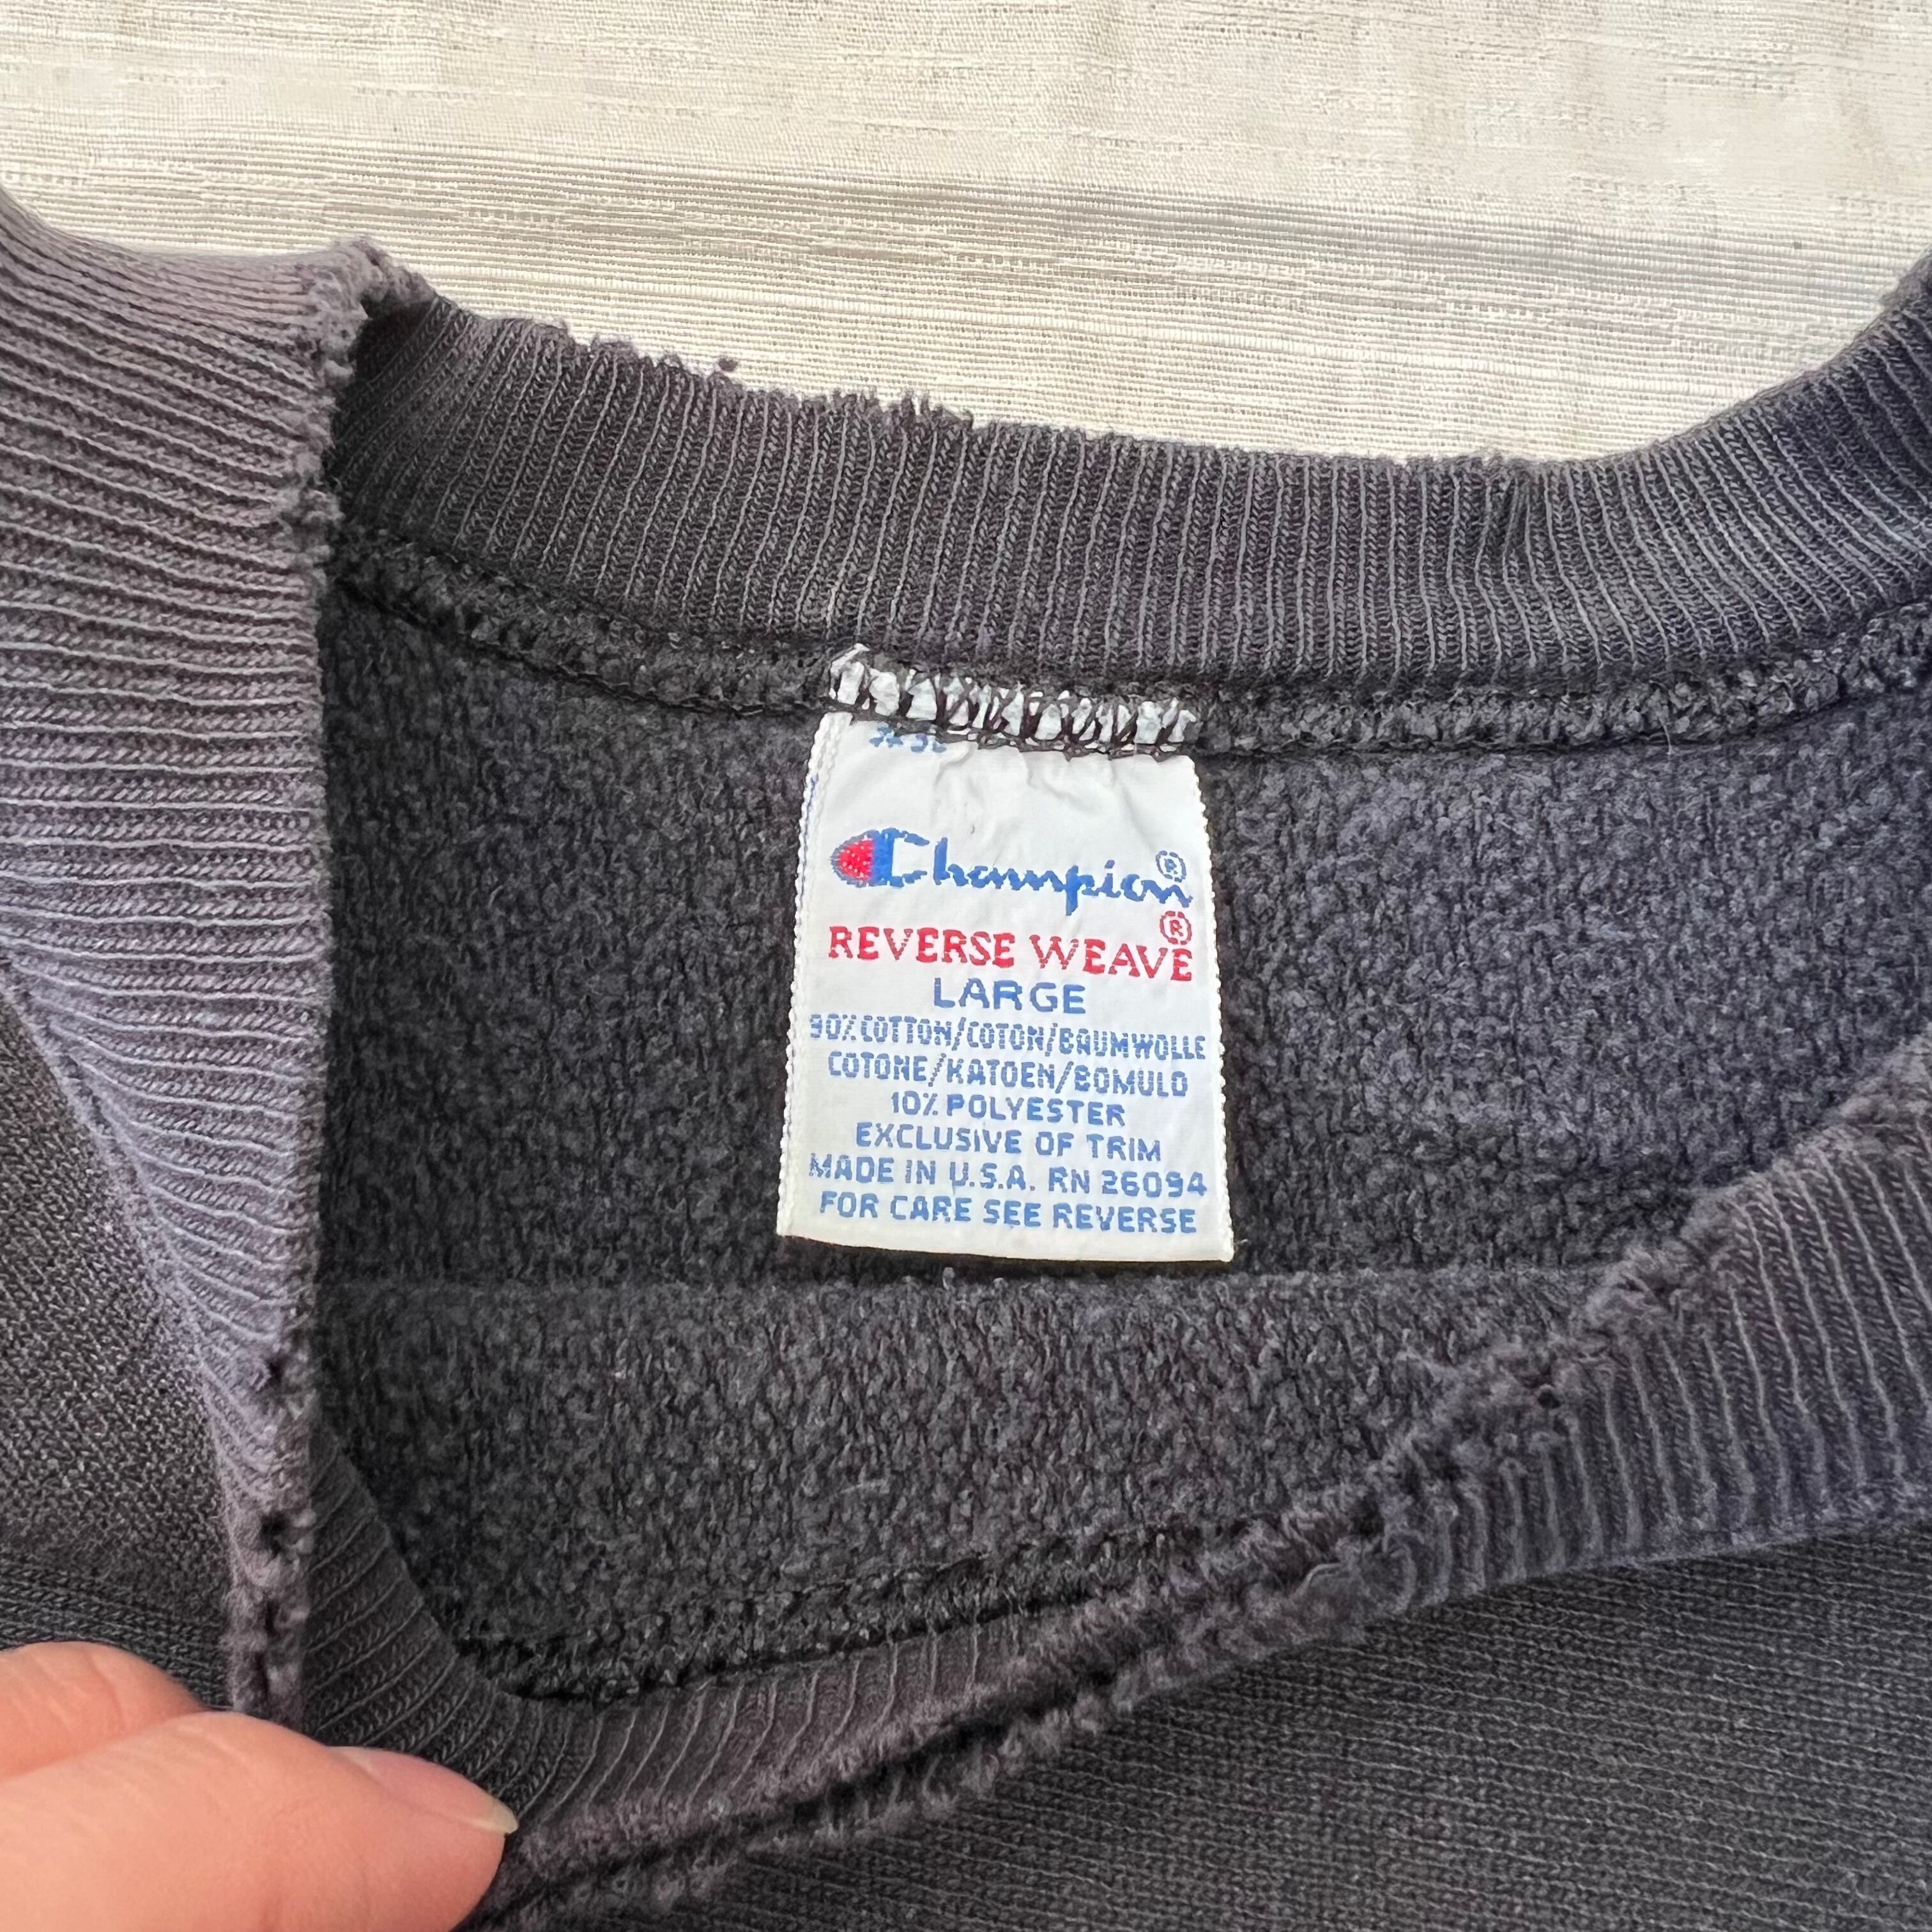 Champion®
REVERSE WEAVE®
LARGE
90% COTTON/COTON/BAUMWOLLE
COTONE/KATOEN/BOMULD
10% POLYESTER
EXCLUSIVE OF TRIM
MADE IN U.S.A. RN 26094
FOR CARE SEE REVERSE